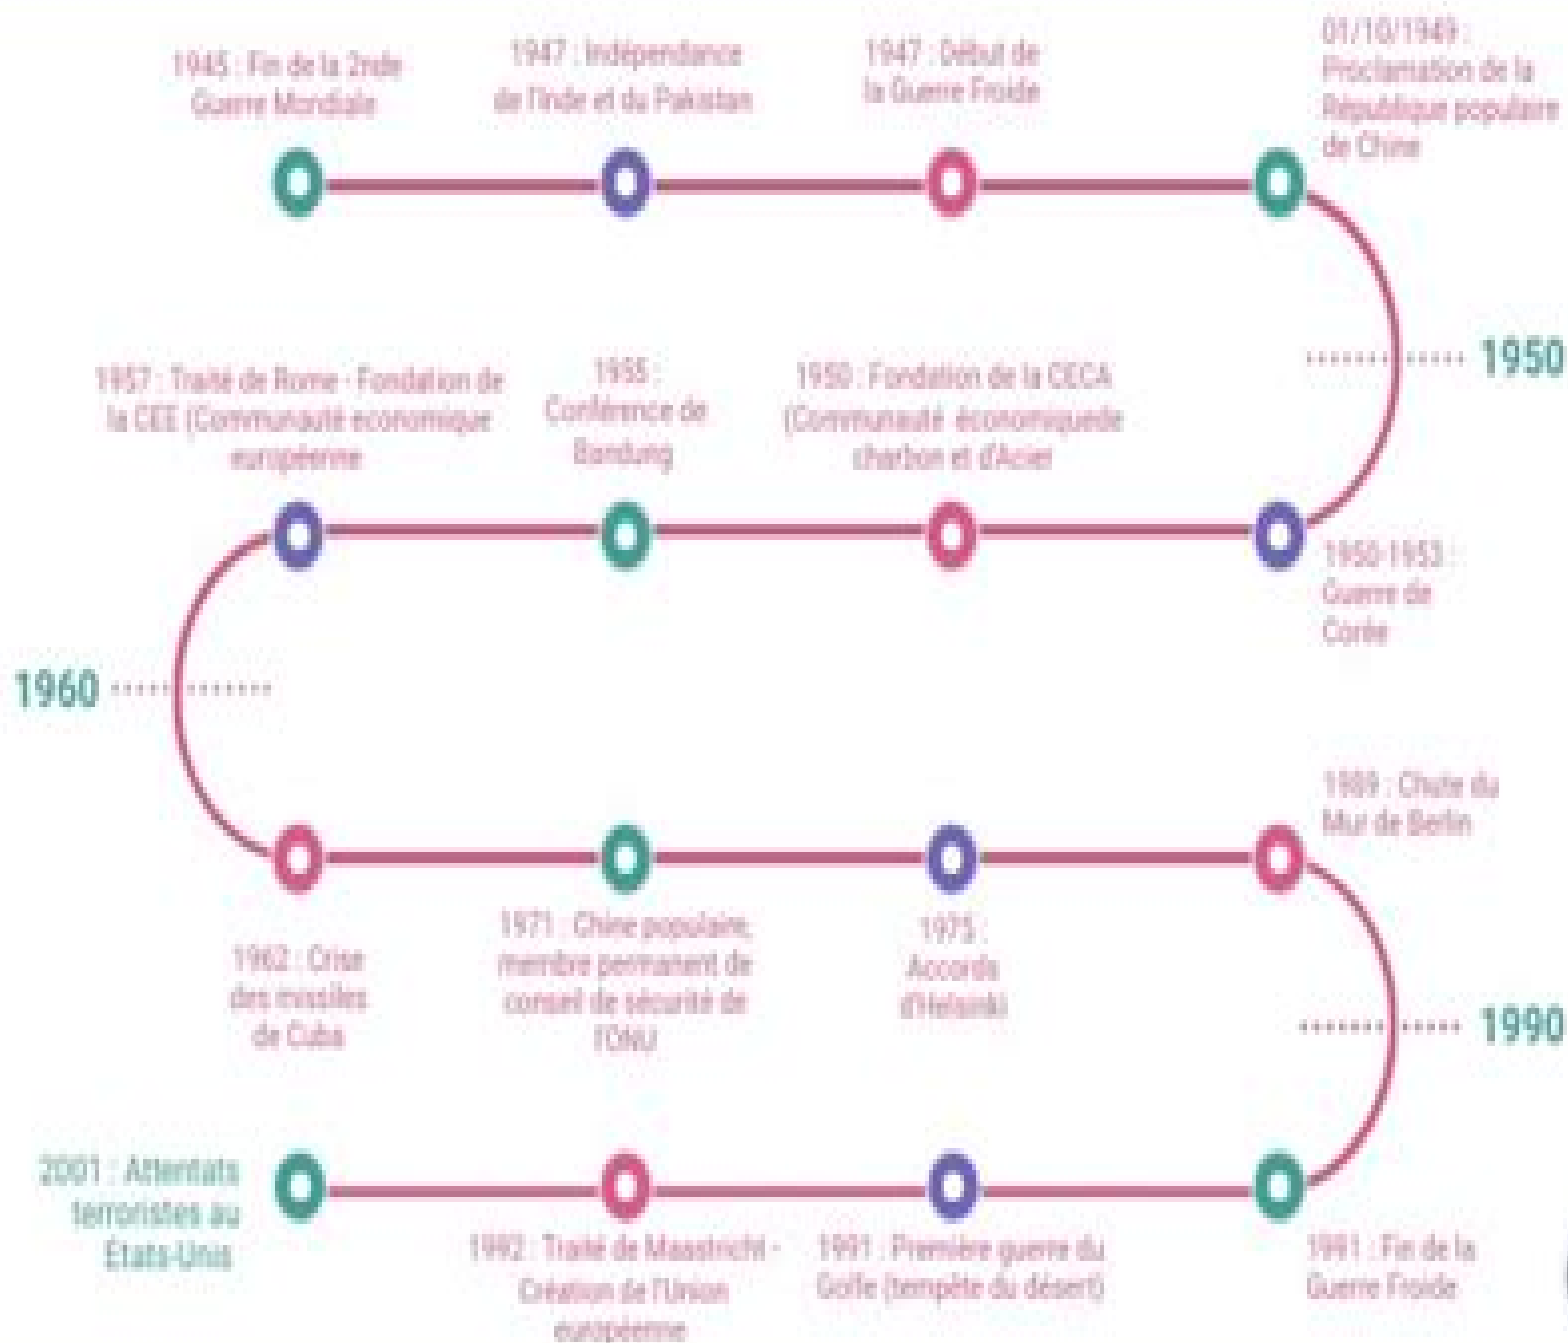 1945 : Fin de la 2nde
Guerre Mondiale
1947 : Indépendance
de l'Inde et du Pakistan
1947 : Début de
la Guerre Froide
01/10/1949 :
Proclamation de la
République populaire
de Chine
1950
1950-1953 :
Guerre de
Corée
1950 : Fondation de la CECA
(Communauté économiquede
charbon et d'Acier
1955 :
Conférence de
Bandung
1957 : Traité de Rome - Fondation de
la CEE (Communauté economique
européenne
1960
1962 : Crise
des missiles
de Cuba
1971 : Chine populaire,
membre permanent de
conseil de sécurité de
l'ONU
1975 :
Accords
d'Helsinki
1989 : Chute du
Mur de Berlin
1990
1991 : Fin de la
Guerre Froide
1991 : Première guerre du
Golfe (tempête du désert)
1992 : Traité de Maastricht -
Création de l'Union
européenne
2001 : Attentats
terroristes au
Etats-Unis